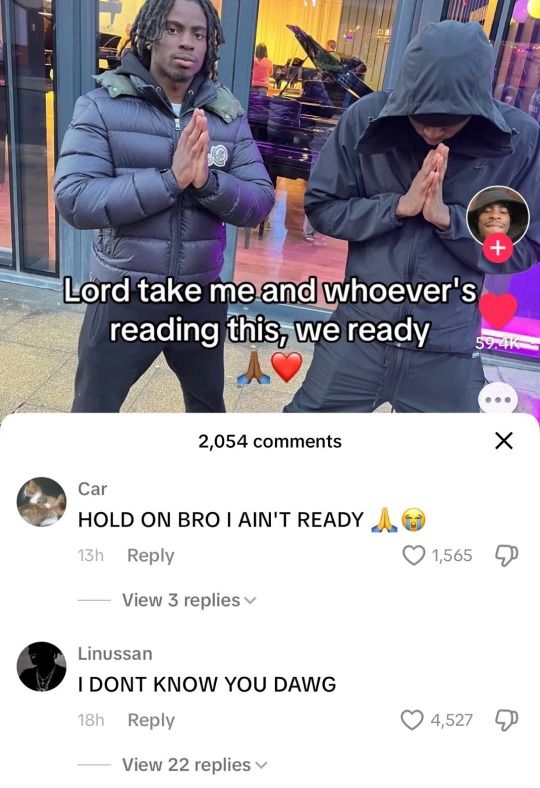 Lord take me and whoever's
reading this, we ready
🙏🏾❤️
59.4K
2,054 comments
Car
HOLD ON BRO I AIN'T READY 🙏😭
13h Reply 1,565
View 3 replies
Linussan
I DONT KNOW YOU DAWG
18h Reply 4,527
View 22 replies